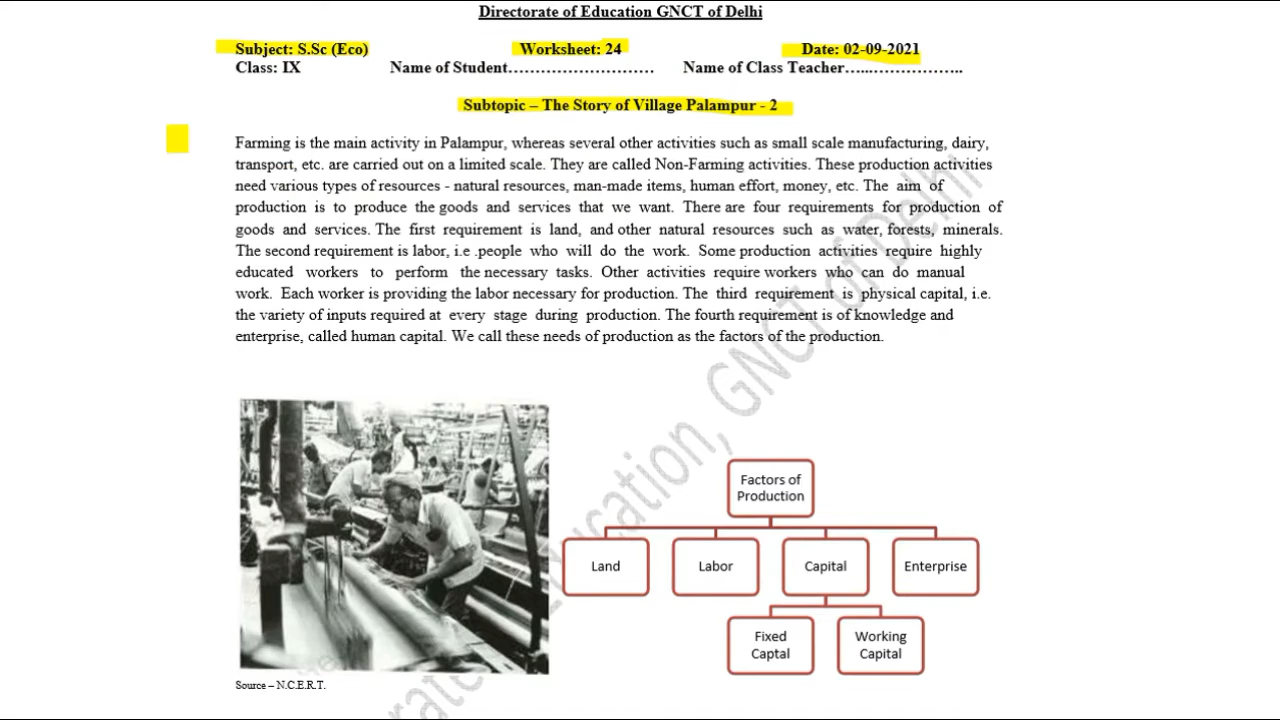 Directorate of Education GNCT of Delhi
Subject: S.Sc (Eco) Worksheet: 24 Date: 02-09-2021
Class: IX Name of Student……………………… Name of Class Teacher…...……………..
Subtopic – The Story of Village Palampur - 2
Farming is the main activity in Palampur, whereas several other activities such as small scale manufacturing, dairy,
transport, etc. are carried out on a limited scale. They are called Non-Farming activities. These production activities
need various types of resources - natural resources, man-made items, human effort, money, etc. The aim of
production is to produce the goods and services that we want. There are four requirements for production of
goods and services. The first requirement is land, and other natural resources such as water, forests, minerals.
The second requirement is labor, i.e .people who will do the work. Some production activities require highly
educated workers to perform the necessary tasks. Other activities require workers who can do manual
work. Each worker is providing the labor necessary for production. The third requirement is physical capital, i.e.
the variety of inputs required at every stage during production. The fourth requirement is of knowledge and
enterprise, called human capital. We call these needs of production as the factors of the production.
Factors of
Production
Land
Labor
Capital
Enterprise
Fixed
Captal
Working
Capital
Source – N.C.E.R.T.
ucation, GNCT of Delhi